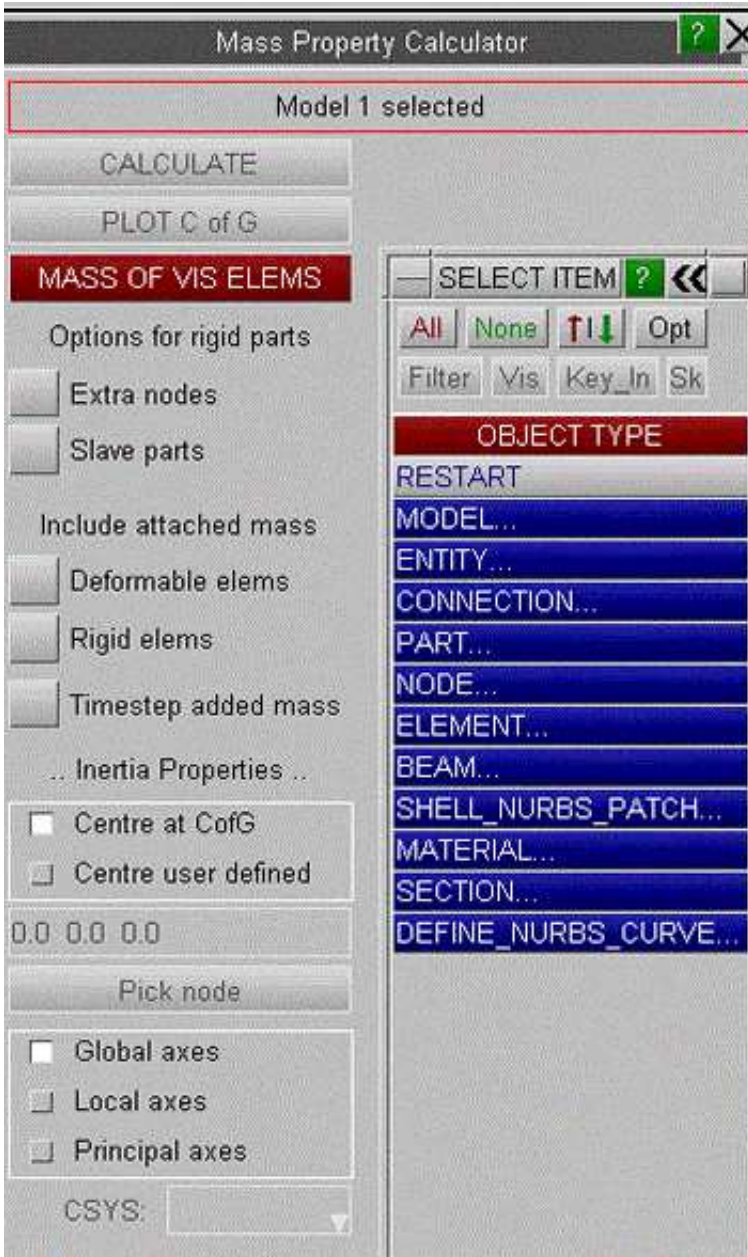 Mass Property Calculator ?
Model 1 selected
CALCULATE
PLOT C of G
MASS OF VIS ELEMS
Options for rigid parts
Extra nodes
Slave parts
Include attached mass
Deformable elems
Rigid elems
Timestep added mass
.. Inertia Properties ..
Centre at CofG
Centre user defined
0.0 0.0 0.0
Pick node
Global axes
Local axes
Principal axes
CSYS:
SELECT ITEM ?
All None Opt
Filter Vis Key_In Sk
OBJECT TYPE
RESTART
MODEL...
ENTITY...
CONNECTION...
PART...
NODE...
ELEMENT...
BEAM...
SHELL_NURBS_PATCH...
MATERIAL...
SECTION...
DEFINE_NURBS_CURVE...